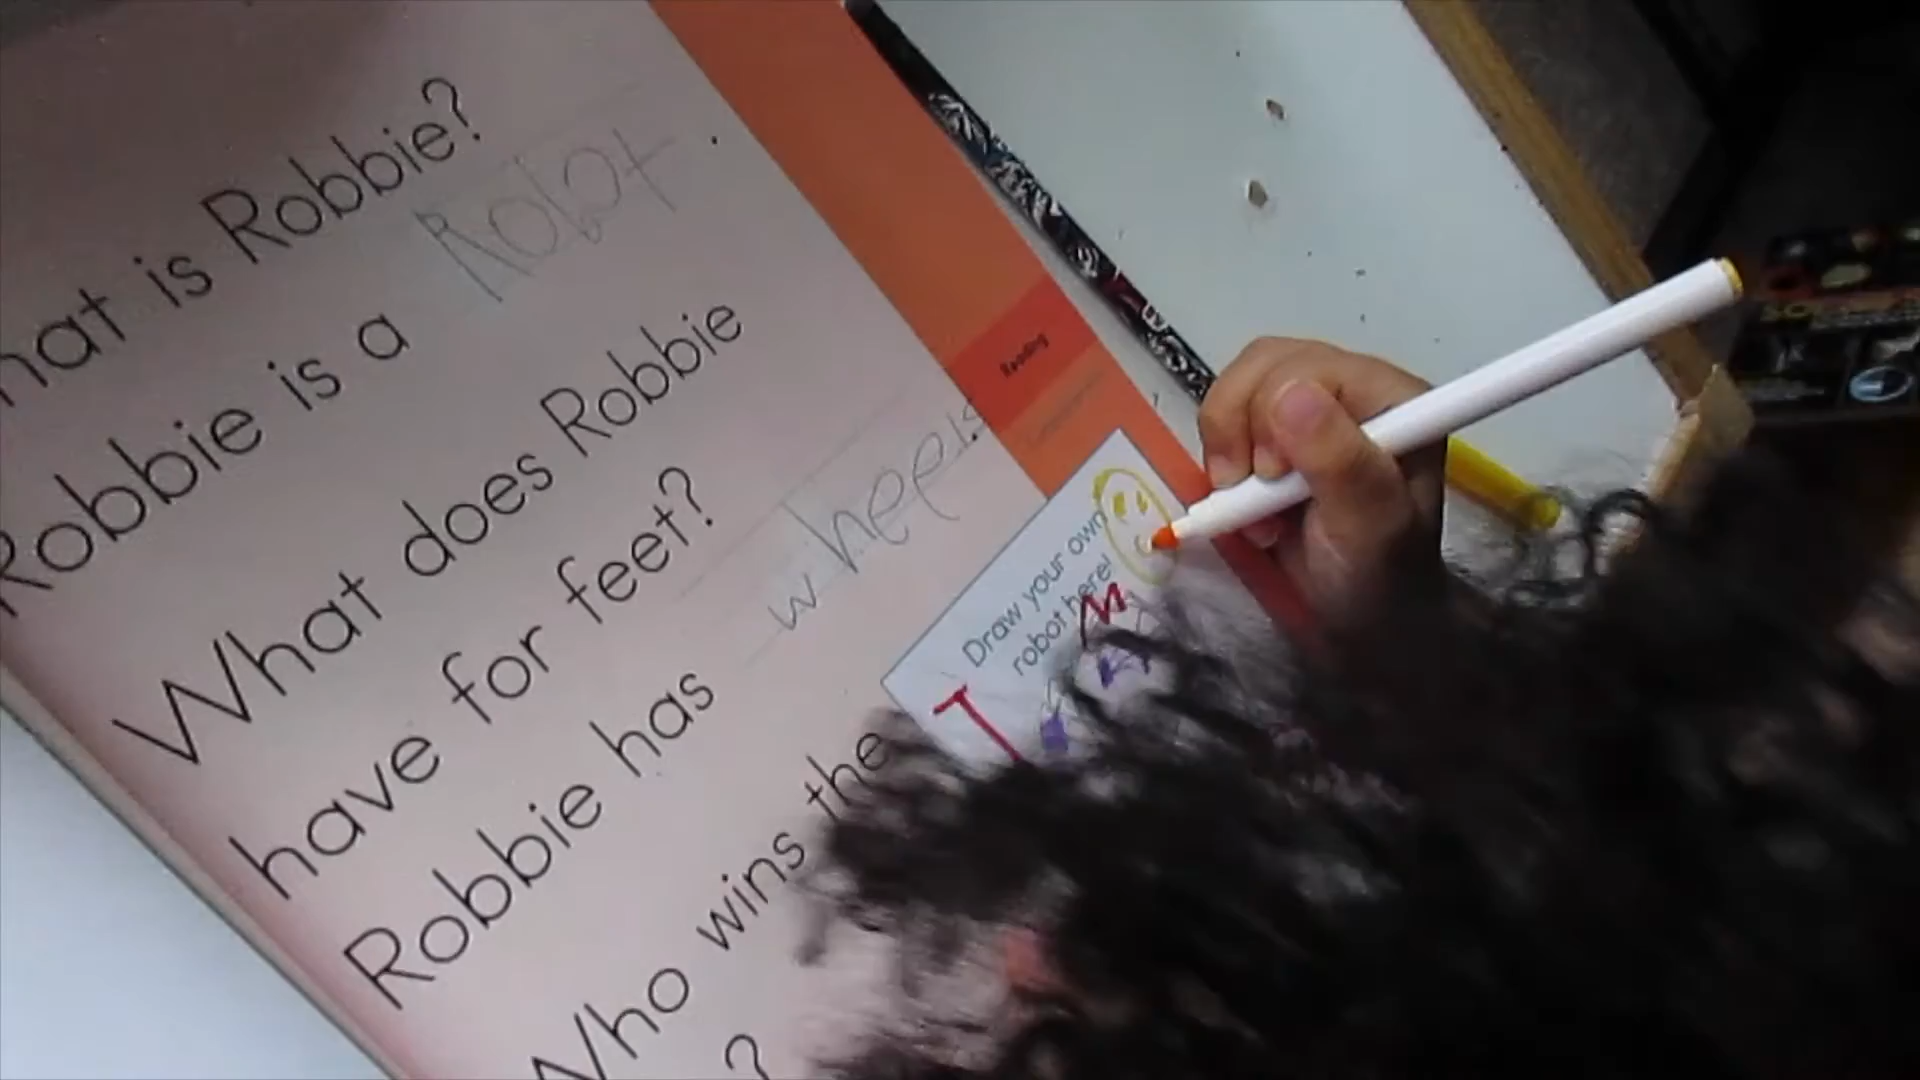 hat is Robbie?
Robbie is a Robot.
What does Robbie
have for feet?
Robbie has wheels
Who wins the
?
Reading
Draw your own
robot here!